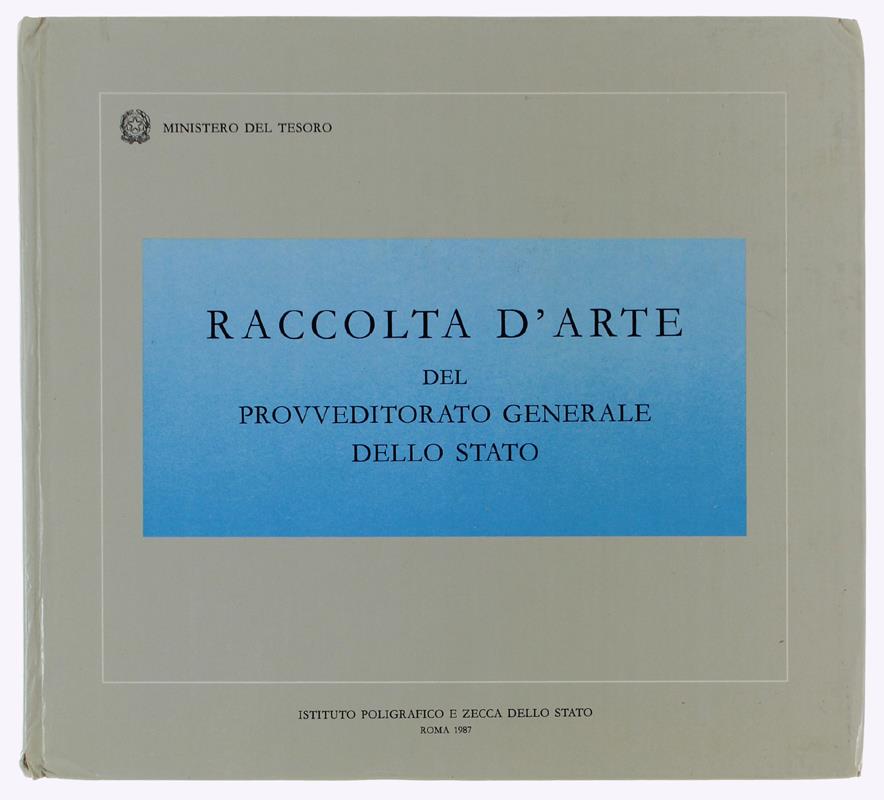 MINISTERO DEL TESORO
RACCOLTA D'ARTE
DEL
PROVVEDITORATO GENERALE
DELLO STATO
ISTITUTO POLIGRAFICO E ZECCA DELLO STATO
ROMA 1987